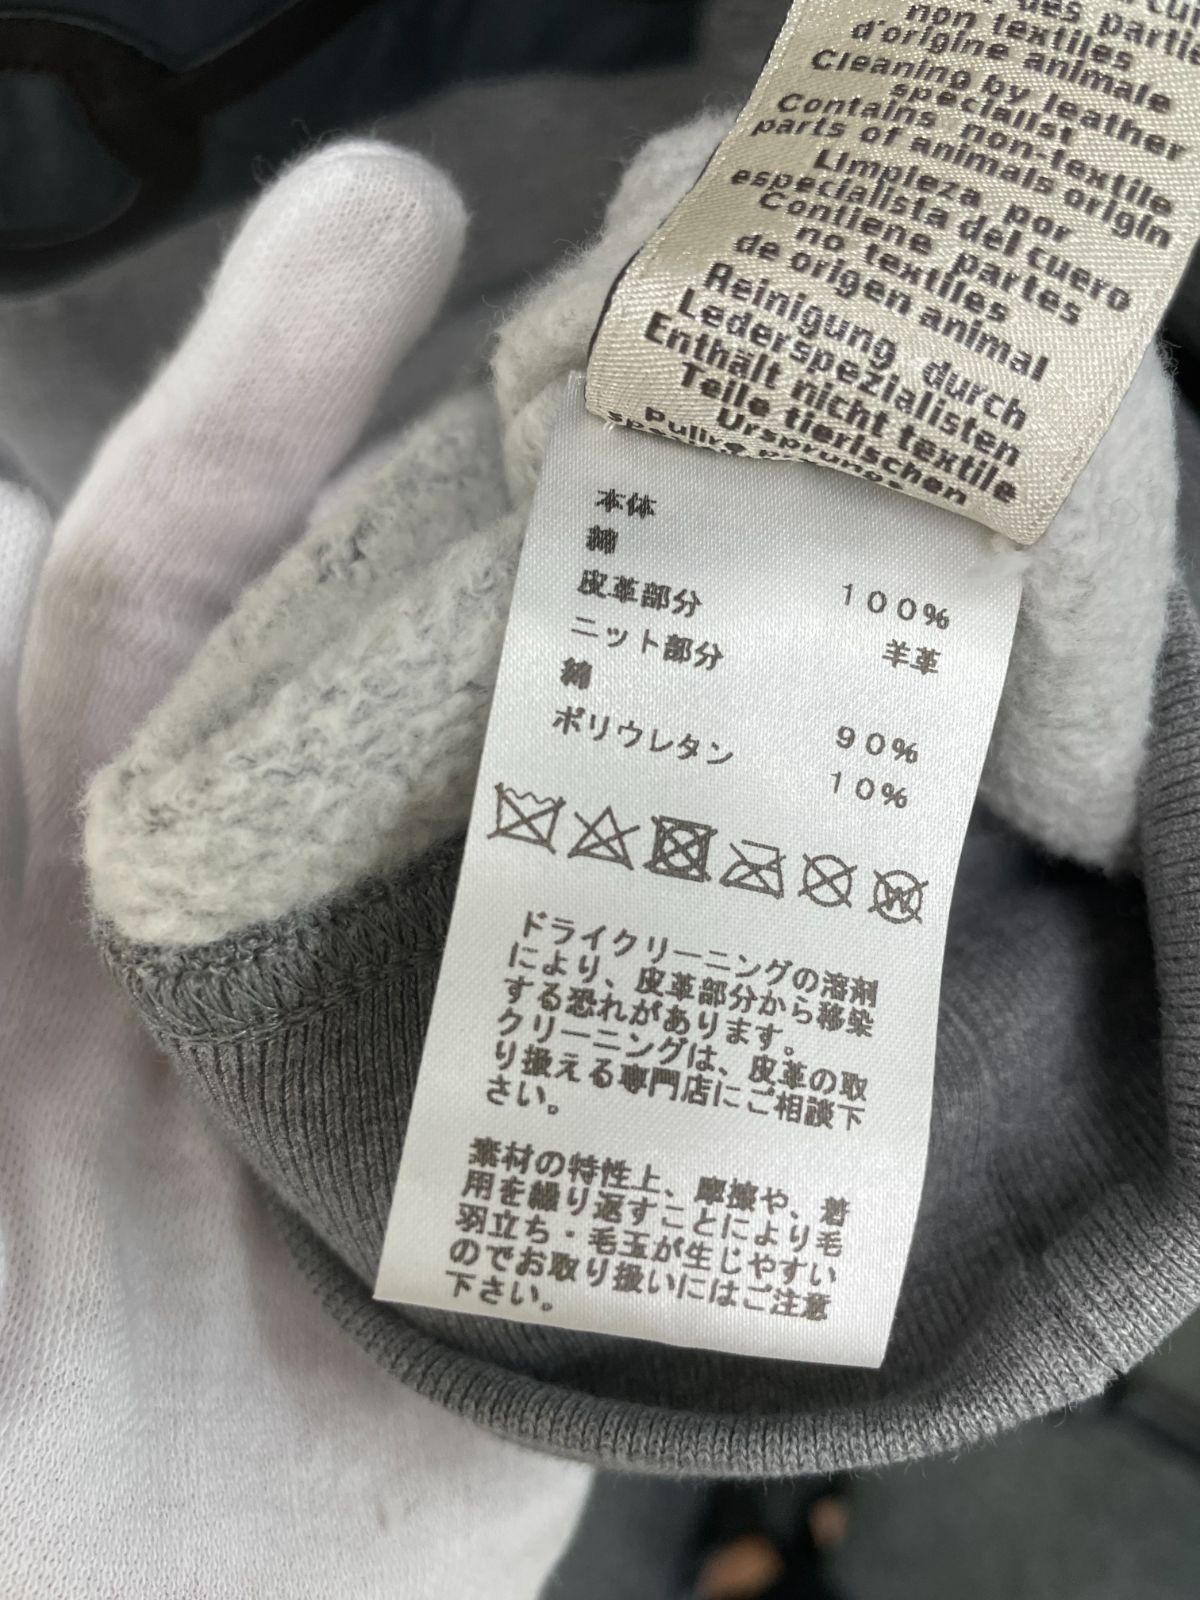 des parties
non textiles
d'origine animale
Cleaning by leather
specialist
Contains non-textile
parts of animals origin
Limpieza por
especialista del cuero
Contiene partes
no textiles
de origen animal
Reinigung durch
Lederspezialisten
Enthält nicht textile
Teile tierischen
Ursprungs
本体
綿 100%
皮革部分 羊革
ニット部分
綿 90%
ポリウレタン 10%
W
ドライクリーニングの溶剤
により、皮革部分から移染
する恐れがあります。
クリーニングは、皮革の取
り扱える専門店にご相談下
さい。
素材の特性上、摩擦や、着
用を繰り返すことにより毛
羽立ち・毛玉が生じやすい
のでお取り扱いにはご注意
下さい。